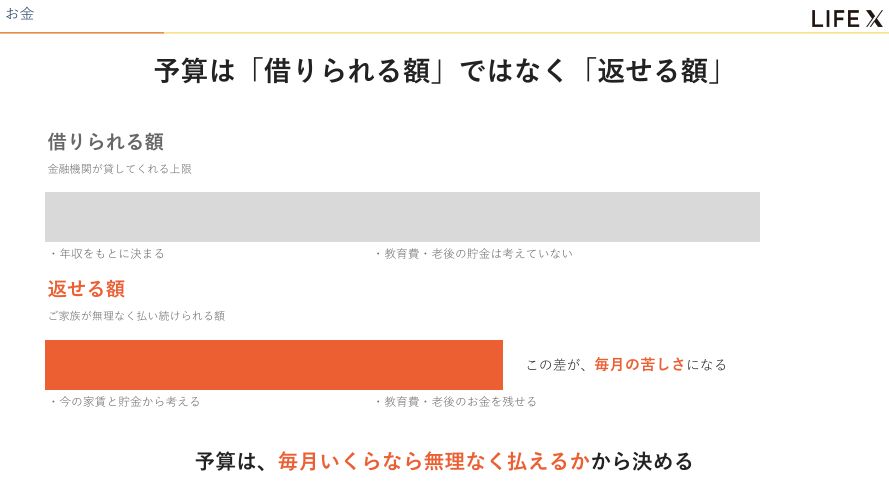 お金
LIFE X
予算は「借りられる額」ではなく「返せる額」
借りられる額
金融機関が貸してくれる上限
・年収をもとに決まる
・教育費・老後の貯金は考えていない
返せる額
ご家族が無理なく払い続けられる額
この差が、毎月の苦しさになる
・今の家賃と貯金から考える
・教育費・老後のお金を残せる
予算は、毎月いくらなら無理なく払えるかから決める